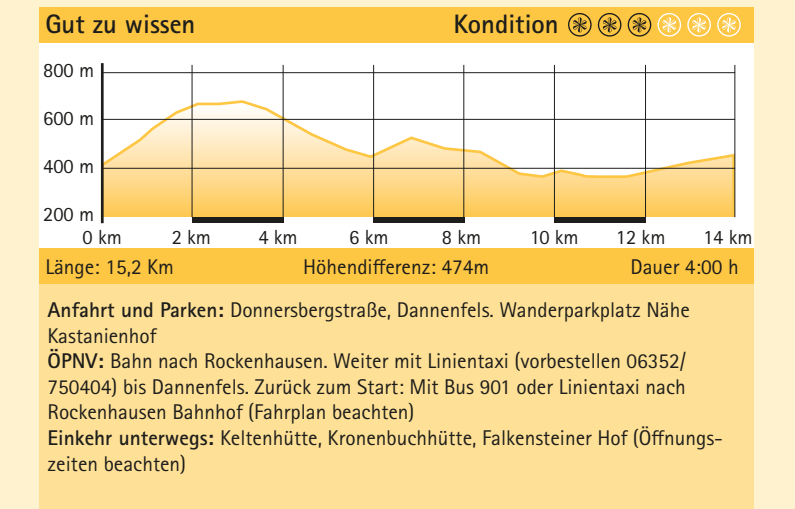 Gut zu wissen Kondition
800 m
600 m
400 m
200 m
0 km 2 km 4 km 6 km 8 km 10 km 12 km 14 km
Länge: 15,2 Km Höhendifferenz: 474m Dauer 4:00 h
Anfahrt und Parken: Donnersbergstraße, Dannenfels. Wanderparkplatz Nähe
Kastanienhof
ÖPNV: Bahn nach Rockenhausen. Weiter mit Linientaxi (vorbestellen 06352/
750404) bis Dannenfels. Zurück zum Start: Mit Bus 901 oder Linientaxi nach
Rockenhausen Bahnhof (Fahrplan beachten)
Einkehr unterwegs: Keltenhütte, Kronenbuchhütte, Falkensteiner Hof (Öffnungs-
zeiten beachten)